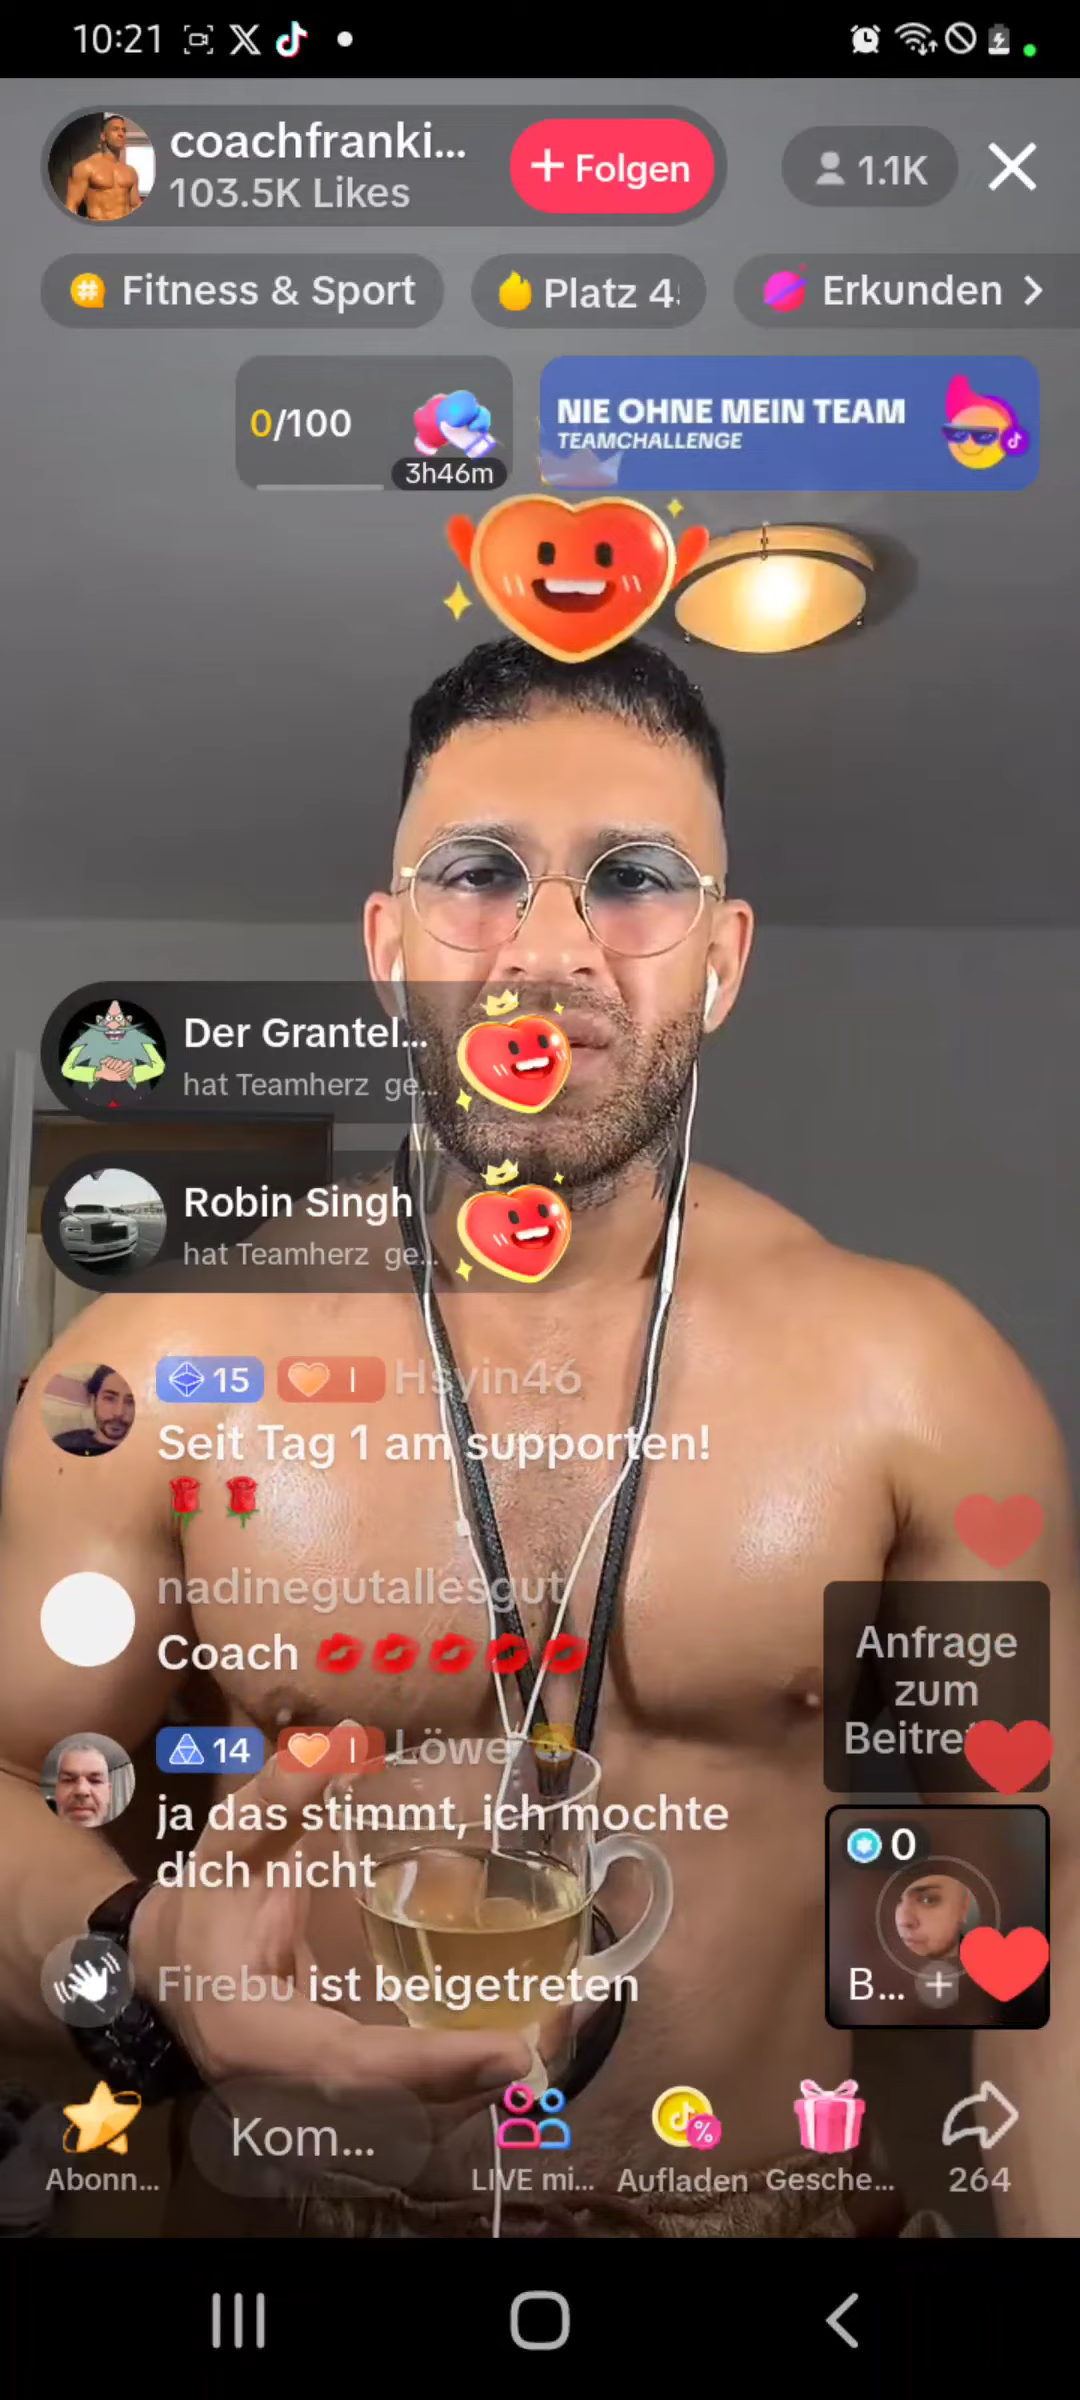 10:21
coachfranki...
103.5K Likes
+ Folgen
1.1K
Fitness & Sport
Platz 4
Erkunden
0/100
3h46m
NIE OHNE MEIN TEAM
TEAMCHALLENGE
Der Grantel...
hat Teamherz ge...
Robin Singh
hat Teamherz ge...
15 I Hsyin46
Seit Tag 1 am supporten!
🌹 🌹
nadinegutallesgut
Coach 💋💋💋💋💋
14 I Löwe 🦁
ja das stimmt, ich mochte
dich nicht
Firebu ist beigetreten
Anfrage
zum
Beitre
0
B... +
Abonn...
Kom...
LIVE mi...
Aufladen
Gesche...
264